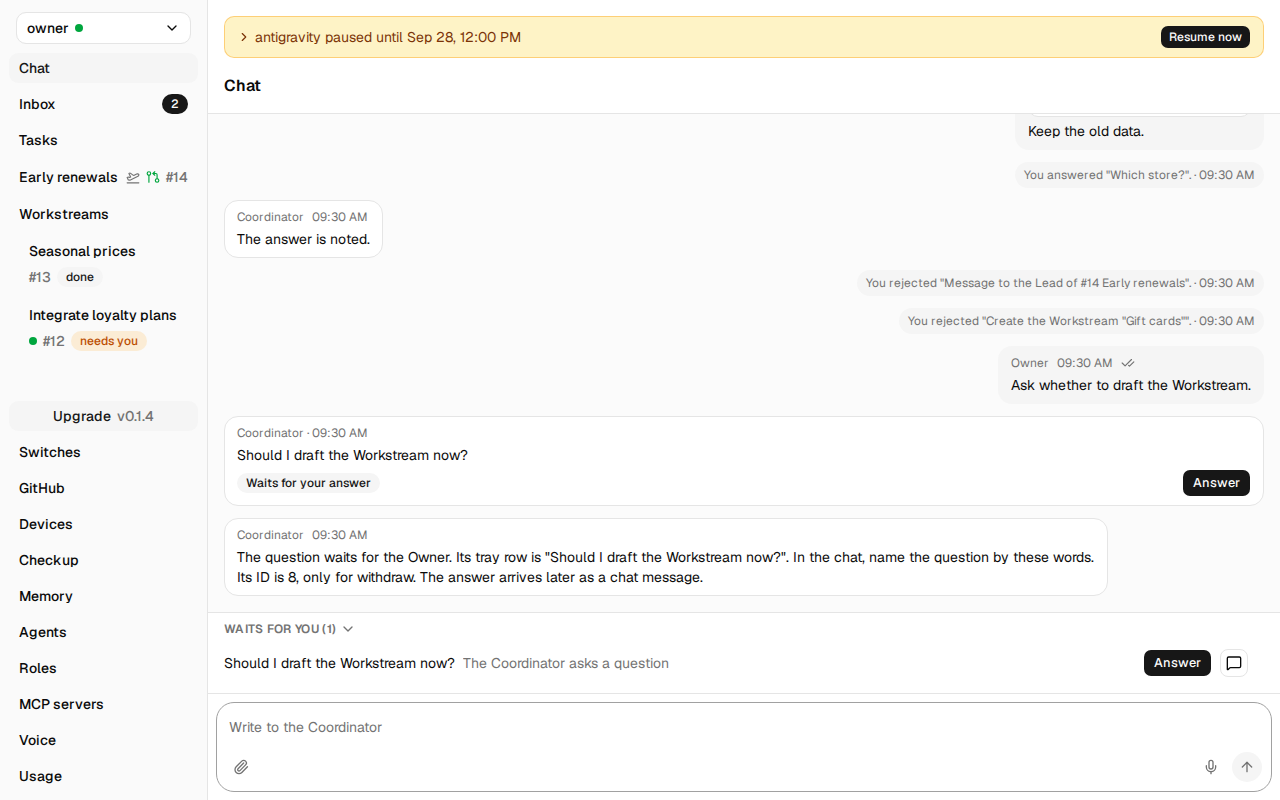 owner
Chat
Inbox 2
Tasks
Early renewals #14
Workstreams
Seasonal prices
#13 done
Integrate loyalty plans
#12 needs you
Upgrade v0.1.4
Switches
GitHub
Devices
Checkup
Memory
Agents
Roles
MCP servers
Voice
Usage
antigravity paused until Sep 28, 12:00 PM
Resume now
Chat
Keep the old data.
You answered "Which store?". · 09:30 AM
Coordinator 09:30 AM
The answer is noted.
You rejected "Message to the Lead of #14 Early renewals". · 09:30 AM
You rejected "Create the Workstream "Gift cards"". · 09:30 AM
Owner 09:30 AM
Ask whether to draft the Workstream.
Coordinator · 09:30 AM
Should I draft the Workstream now?
Waits for your answer
Answer
Coordinator 09:30 AM
The question waits for the Owner. Its tray row is "Should I draft the Workstream now?". In the chat, name the question by these words.
Its ID is 8, only for withdraw. The answer arrives later as a chat message.
WAITS FOR YOU (1)
Should I draft the Workstream now? The Coordinator asks a question
Answer
Write to the Coordinator